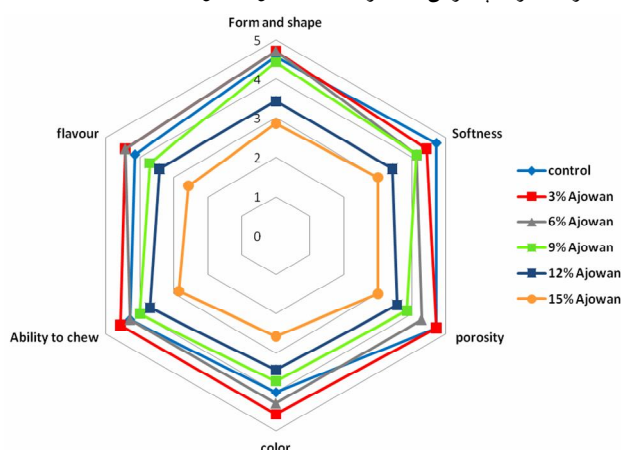 Form and shape
5
4
3
2
1
0
flavour
Softness
Ability to chew
porosity
color
control
3% Ajowan
6% Ajowan
9% Ajowan
12% Ajowan
15% Ajowan